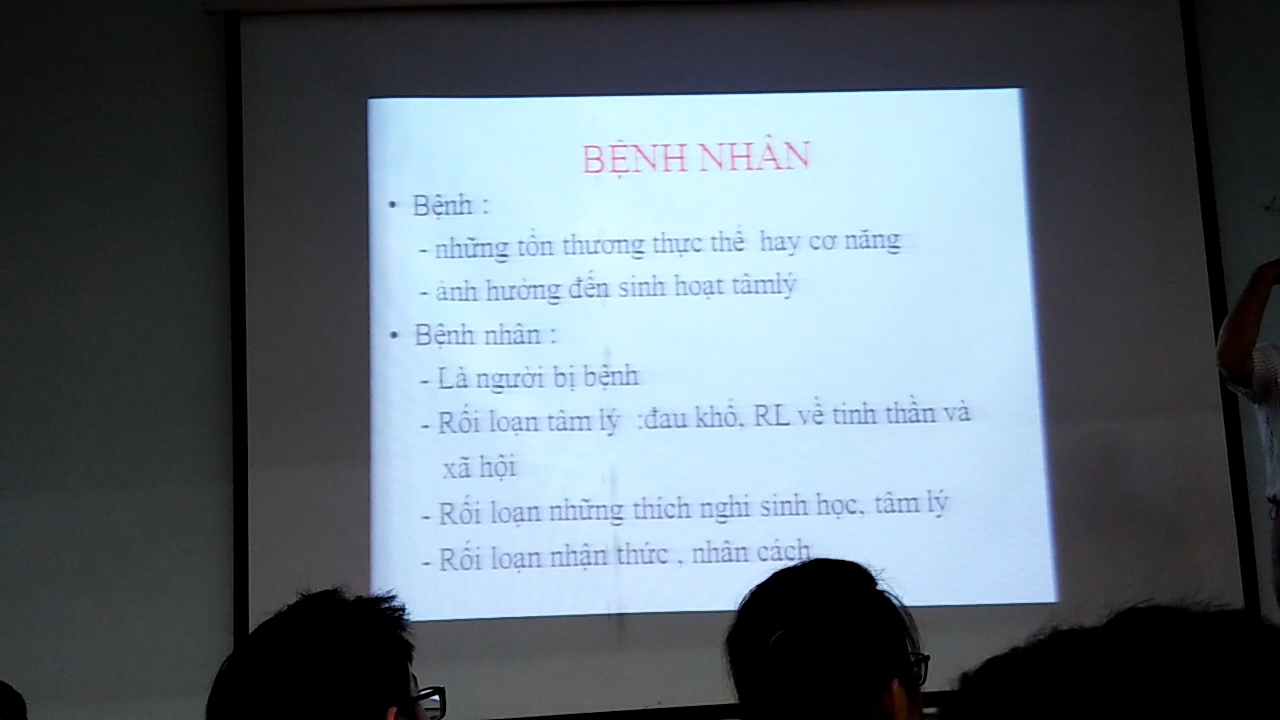 BỆNH NHÂN
• Bệnh :
- những tổn thương thực thể hay cơ năng
- ảnh hưởng đến sinh hoạt tâmlý
• Bệnh nhân :
- Là người bị bệnh
- Rối loạn tâm lý :đau khổ, RL về tinh thần và
xã hội
- Rối loạn những thích nghi sinh học, tâm lý
- Rối loạn nhận thức , nhân cách